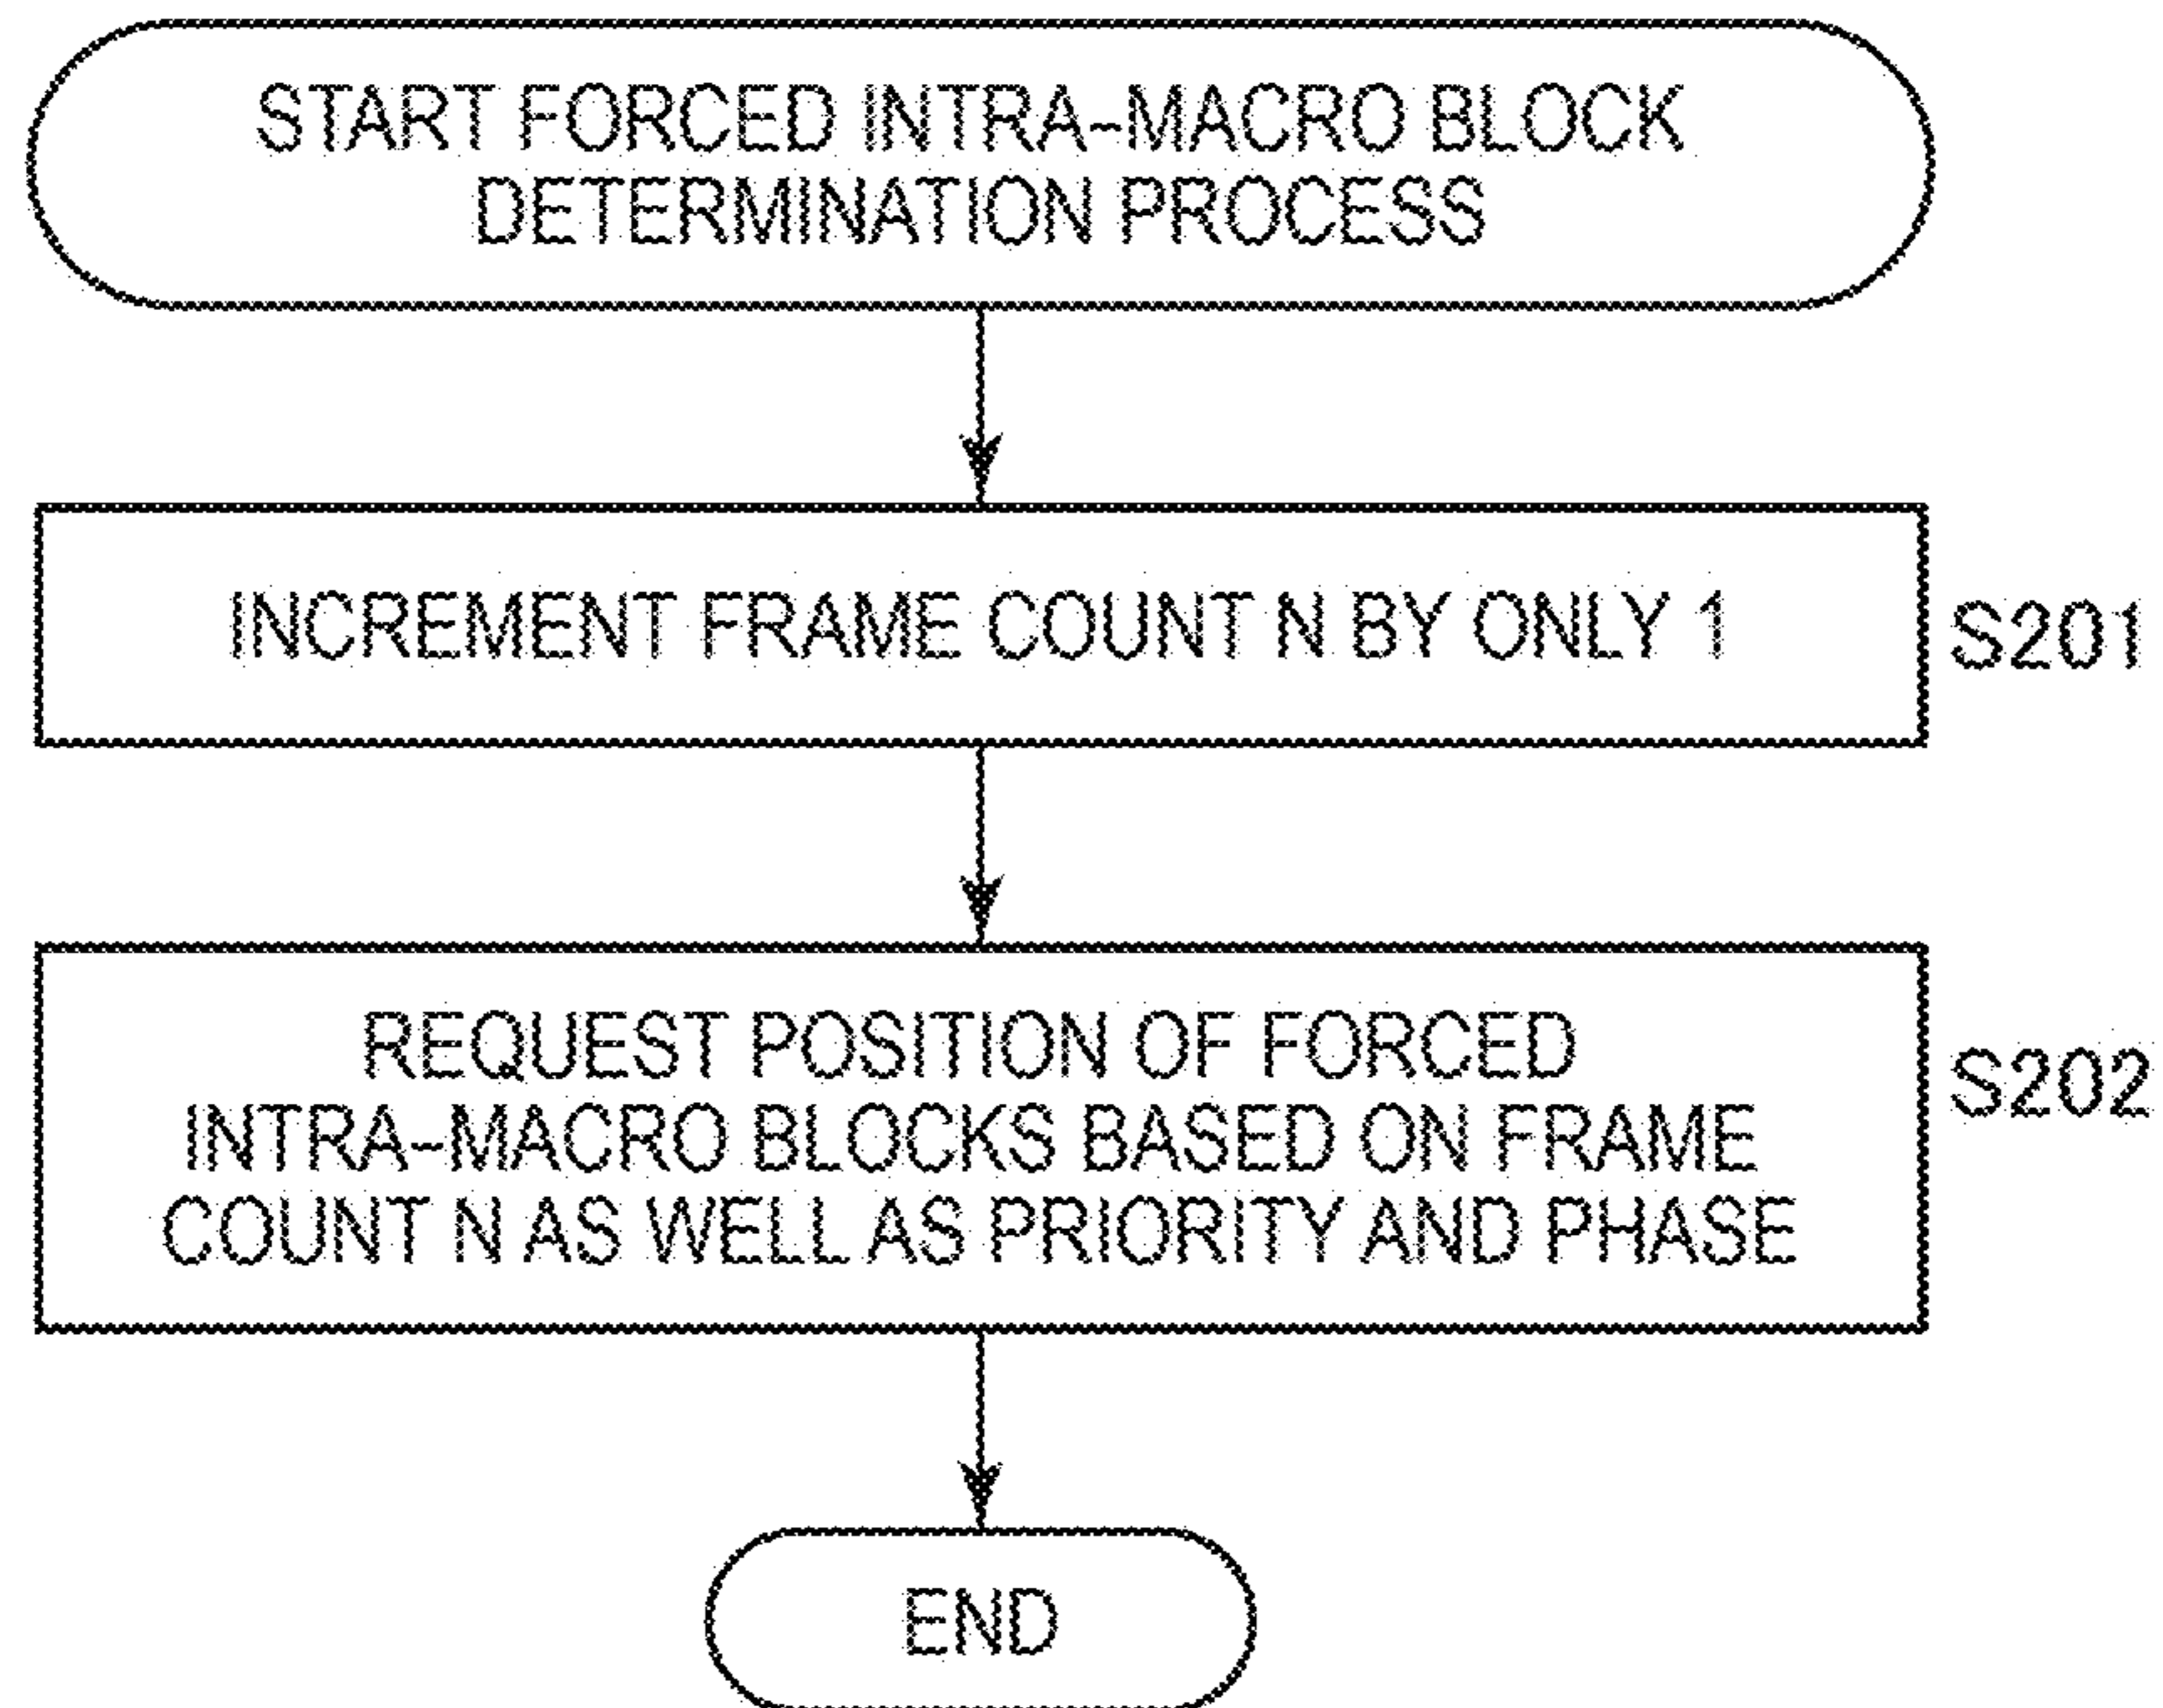 START FORCED INTRA-MACRO BLOCK
DETERMINATION PROCESS
INCREMENT FRAME COUNT N BY ONLY 1
S201
REQUEST POSITION OF FORCED
INTRA-MACRO BLOCKS BASED ON FRAME
COUNT N AS WELL AS PRIORITY AND PHASE
S202
END